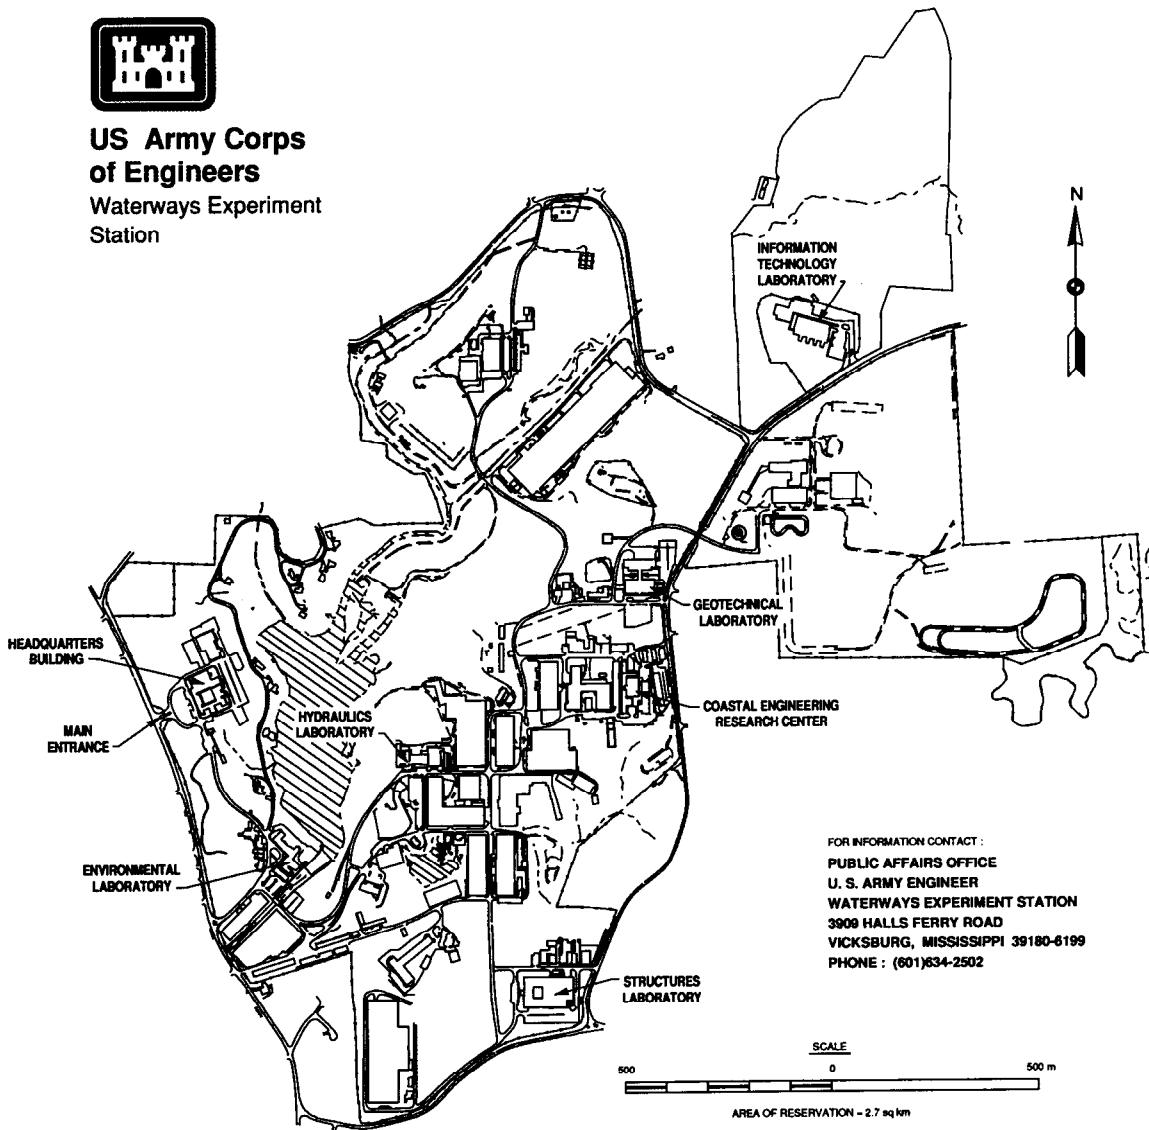 US Army Corps
of Engineers
Waterways Experiment
Station
N
INFORMATION
TECHNOLOGY
LABORATORY
GEOTECHNICAL
LABORATORY
HEADQUARTERS
BUILDING
MAIN
ENTRANCE
HYDRAULICS
LABORATORY
COASTAL ENGINEERING
RESEARCH CENTER
ENVIRONMENTAL
LABORATORY
STRUCTURES
LABORATORY
FOR INFORMATION CONTACT :
PUBLIC AFFAIRS OFFICE
U. S. ARMY ENGINEER
WATERWAYS EXPERIMENT STATION
3909 HALLS FERRY ROAD
VICKSBURG, MISSISSIPPI 39180-6199
PHONE : (601)634-2502
SCALE
500 0 500 m
AREA OF RESERVATION - 2.7 sq km